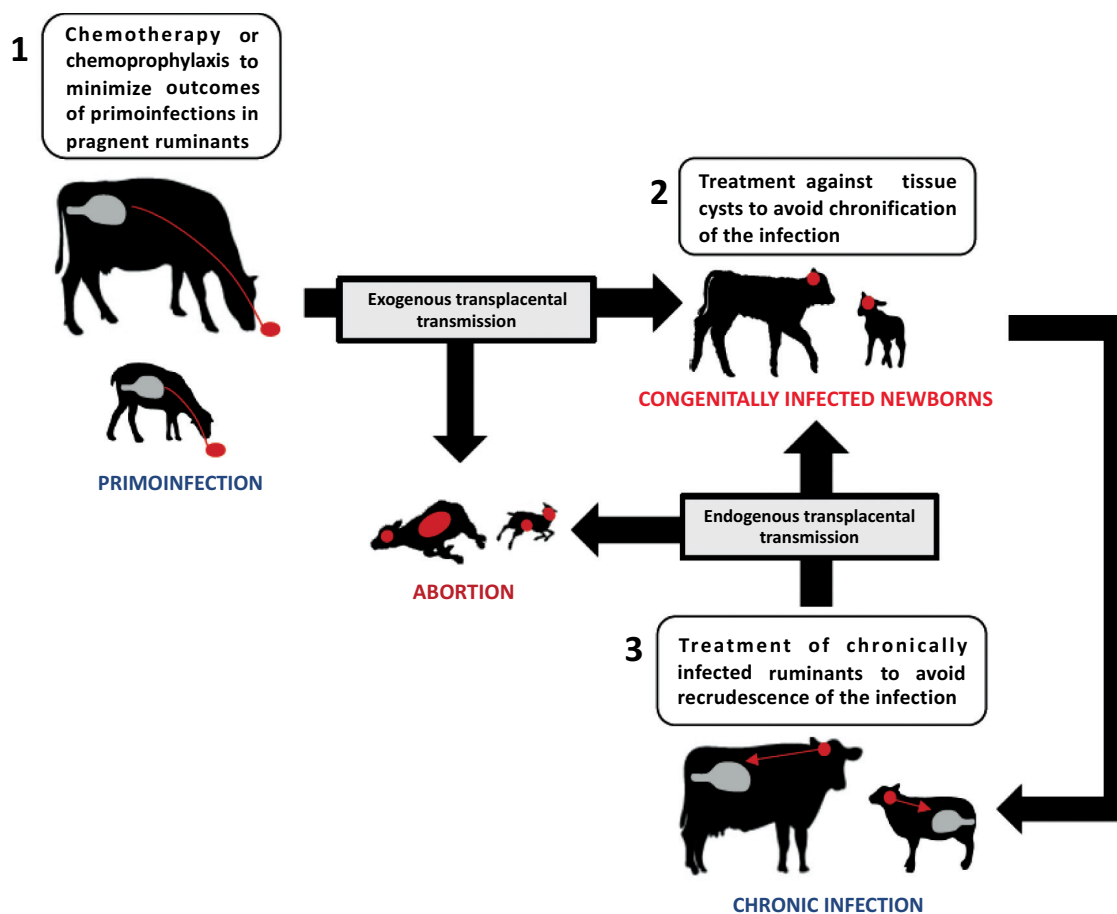 1
Chemotherapy or
chemoprophylaxis to
minimize outcomes
of primoinfections in
pragnent ruminants
PRIMOINFECTION
Exogenous transplacental
transmission
2
Treatment against tissue
cysts to avoid chronification
of the infection
CONGENITALLY INFECTED NEWBORNS
ABORTION
Endogenous transplacental
transmission
3
Treatment of chronically
infected ruminants to avoid
recrudescence of the infection
CHRONIC INFECTION